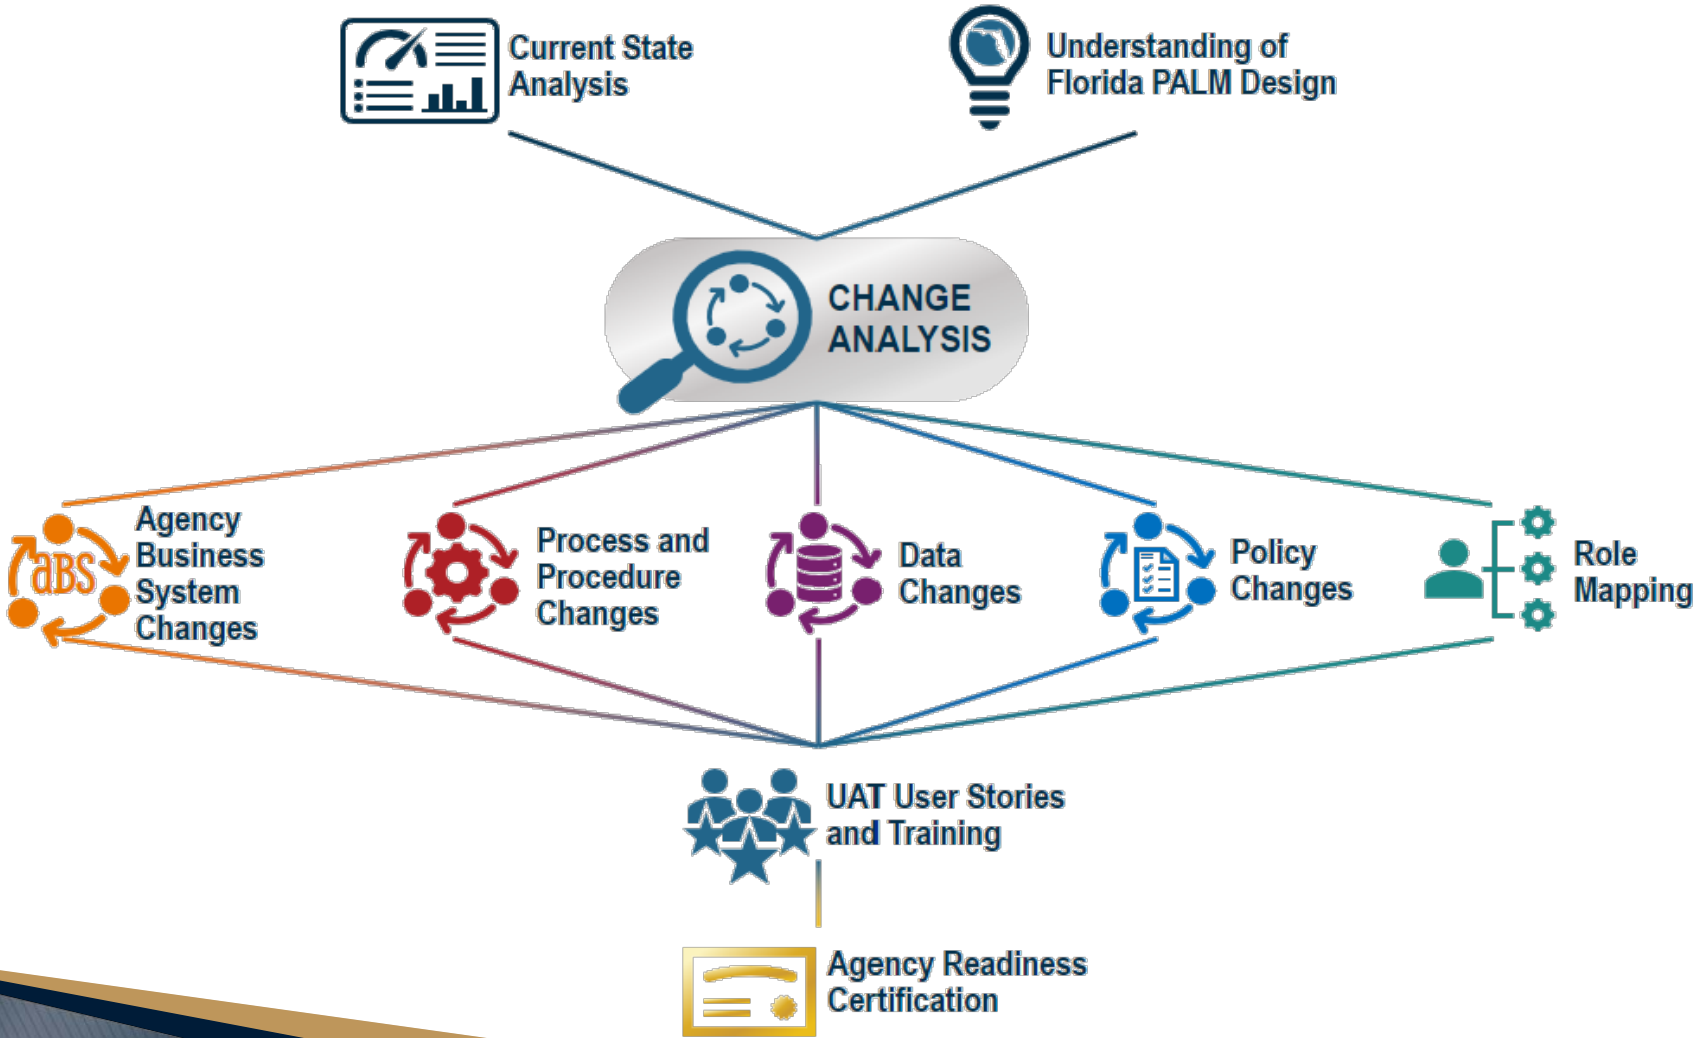 Current State
Analysis
Understanding of
Florida PALM Design
CHANGE
ANALYSIS
aBS
Agency
Business
System
Changes
Process and
Procedure
Changes
Data
Changes
Policy
Changes
Role
Mapping
UAT User Stories
and Training
Agency Readiness
Certification